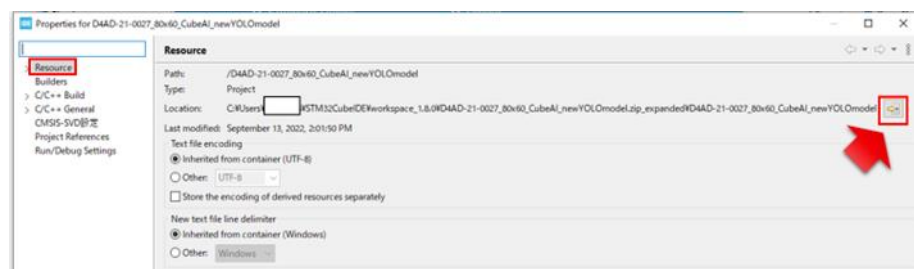 Properties for D4AD-21-0027_80x60_CubeAI_newYOLOmodel
Resource
Resource
Builders
C/C++ Build
C/C++ General
CMSIS-SVD設定
Project References
Run/Debug Settings
Path: /D4AD-21-0027_80x60_CubeAI_newYOLOmodel
Type: Project
Location: C:¥Users¥ ¥STM32CubeIDE¥workspace_1.8.0¥D4AD-21-0027_80x60_CubeAI_newYOLOmodel.zip_expanded¥D4AD-21-0027_80x60_CubeAI_newYOLOmodel
Last modified: September 13, 2022, 2:01:50 PM
Text file encoding
Inherited from container (UTF-8)
Other: UTF-8
Store the encoding of derived resources separately
New text file line delimiter
Inherited from container (Windows)
Other: Windows